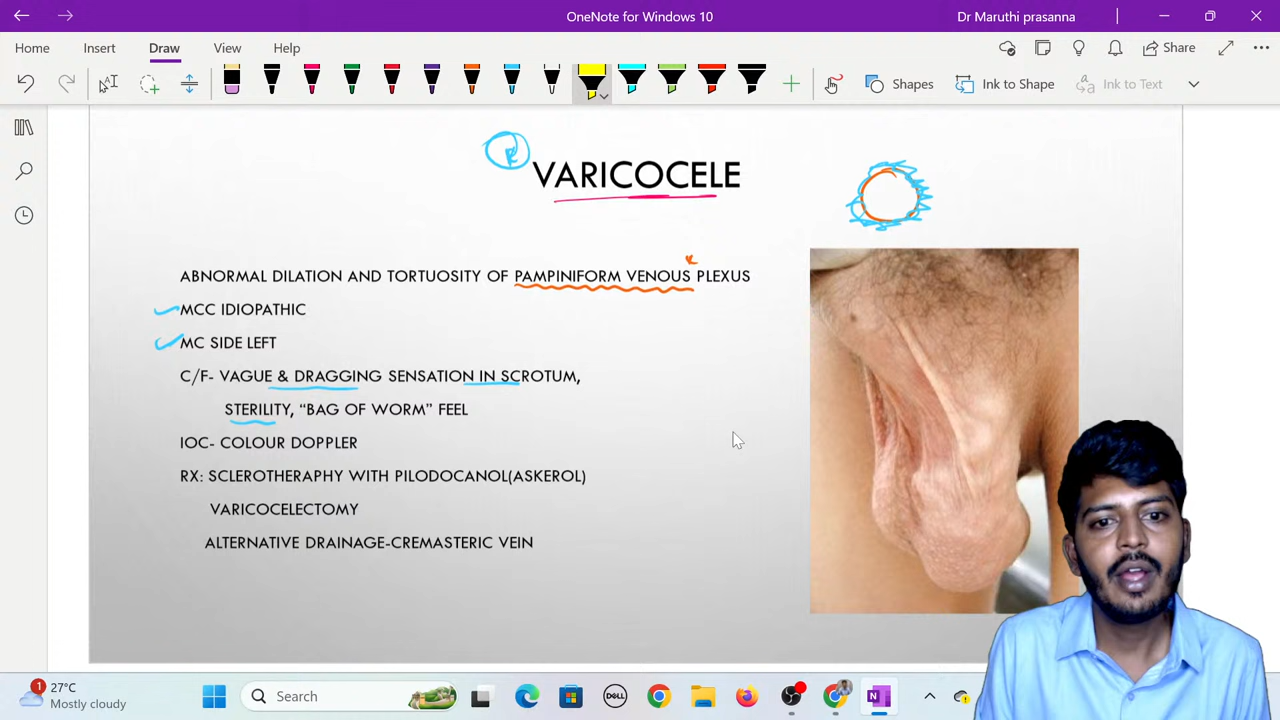 OneNote for Windows 10
Dr Maruthi prasanna
Home Insert Draw View Help
Share
Shapes
Ink to Shape
Ink to Text
VARICOCELE
ABNORMAL DILATION AND TORTUOSITY OF PAMPINIFORM VENOUS PLEXUS
MCC IDIOPATHIC
MC SIDE LEFT
C/F- VAGUE & DRAGGING SENSATION IN SCROTUM,
STERILITY, “BAG OF WORM” FEEL
IOC- COLOUR DOPPLER
RX: SCLEROTHERAPHY WITH PILODOCANOL(ASKEROL)
VARICOCELECTOMY
ALTERNATIVE DRAINAGE-CREMASTERIC VEIN
1
27°C
Mostly cloudy
Search
DELL